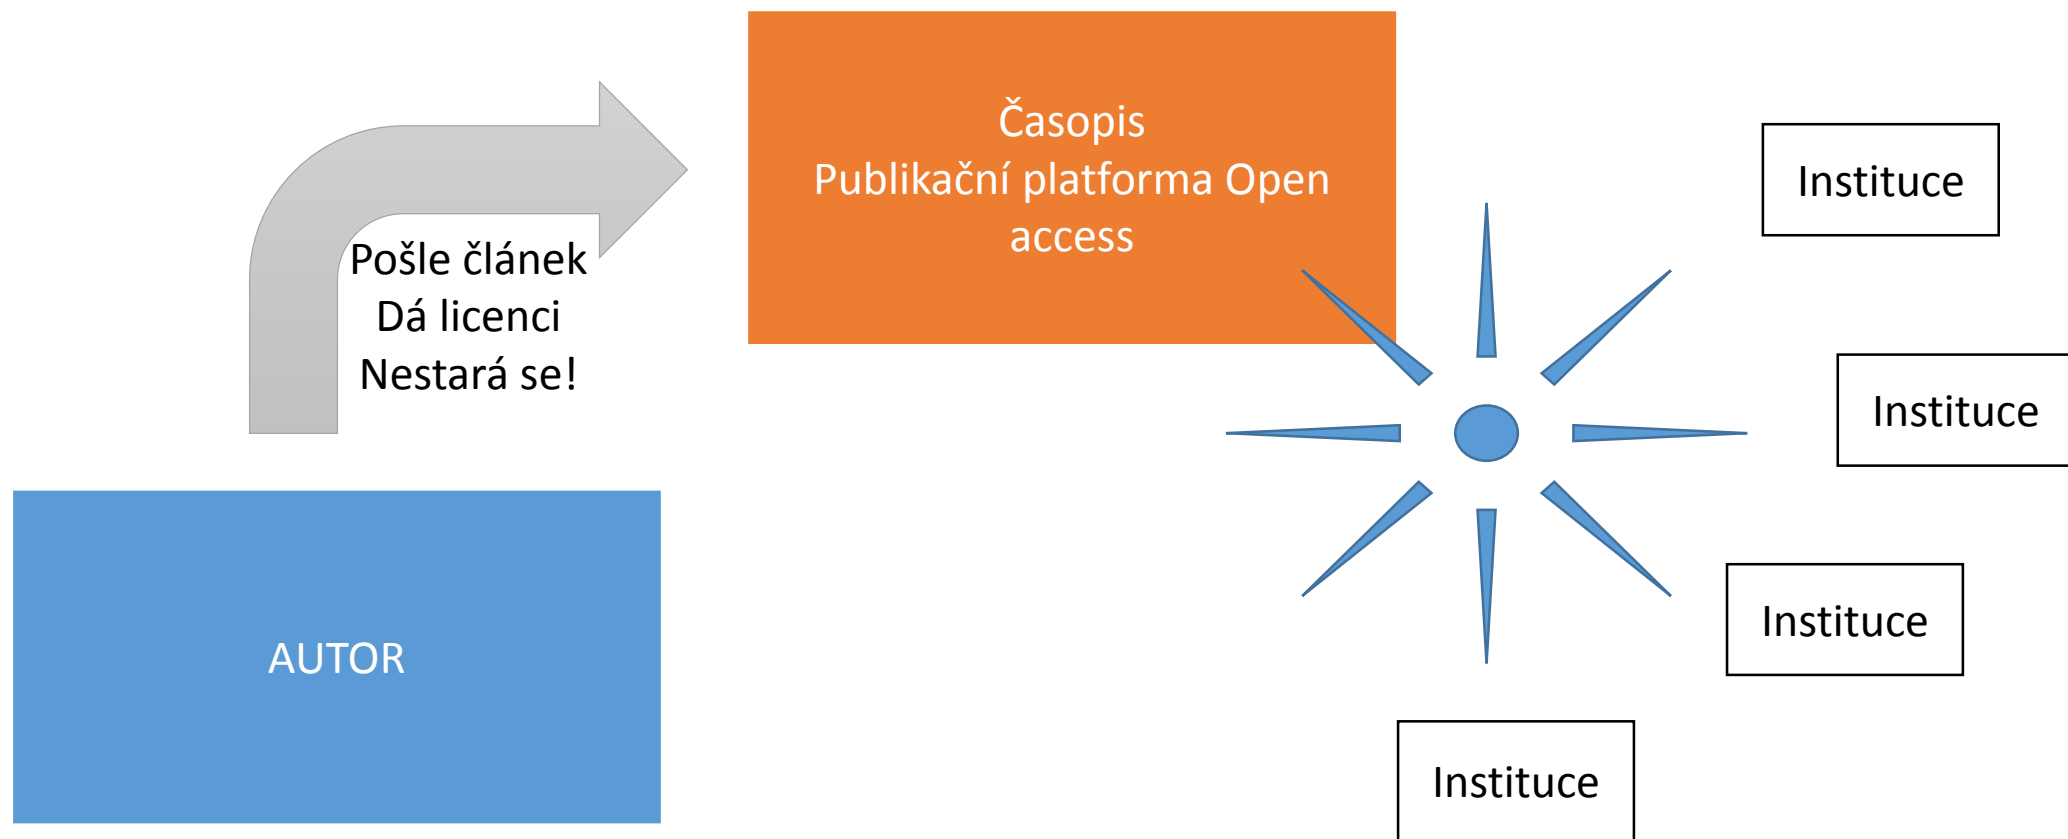 Časopis
Publikační platforma Open
access
Pošle článek
Dá licenci
Nestará se!
AUTOR
Instituce
Instituce
Instituce
Instituce